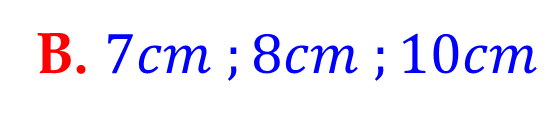 B. 7cm ; 8cm ; 10cm